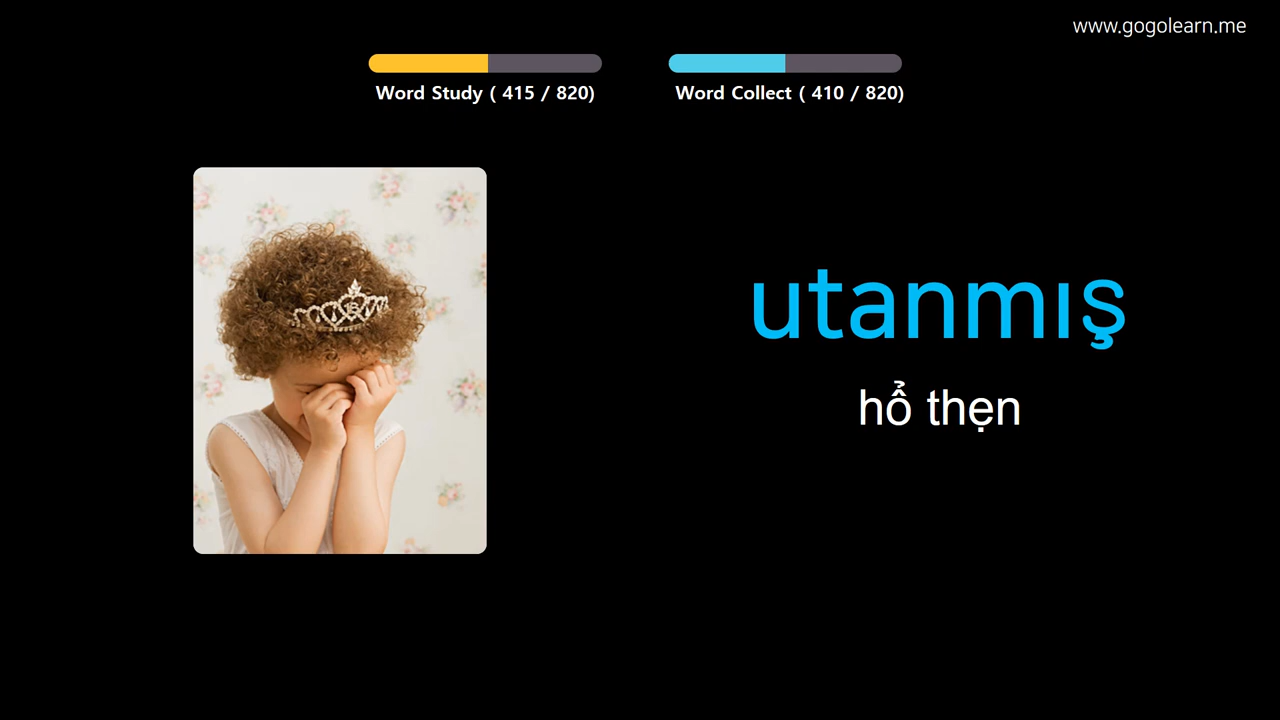 www.gogolearn.me
Word Study ( 415 / 820)
Word Collect ( 410 / 820)
utanmış
hổ thẹn